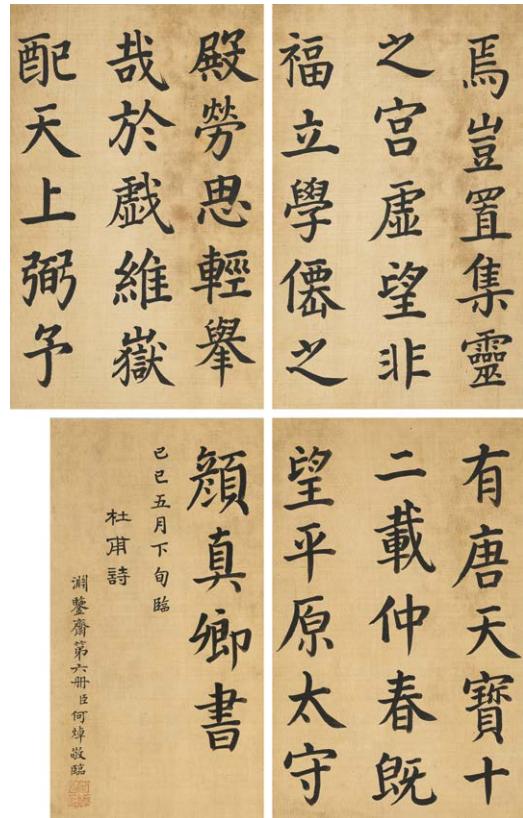 焉豈置集靈
之宮虛望非
福立學僊之
殿勞思輕舉
哉於戲維嶽
配天上弼予
有唐天寶十
二載仲春既
望平原太守
顏真卿書
己巳五月下旬臨
杜甫詩
淵鑒齋第六册臣何焯敬臨